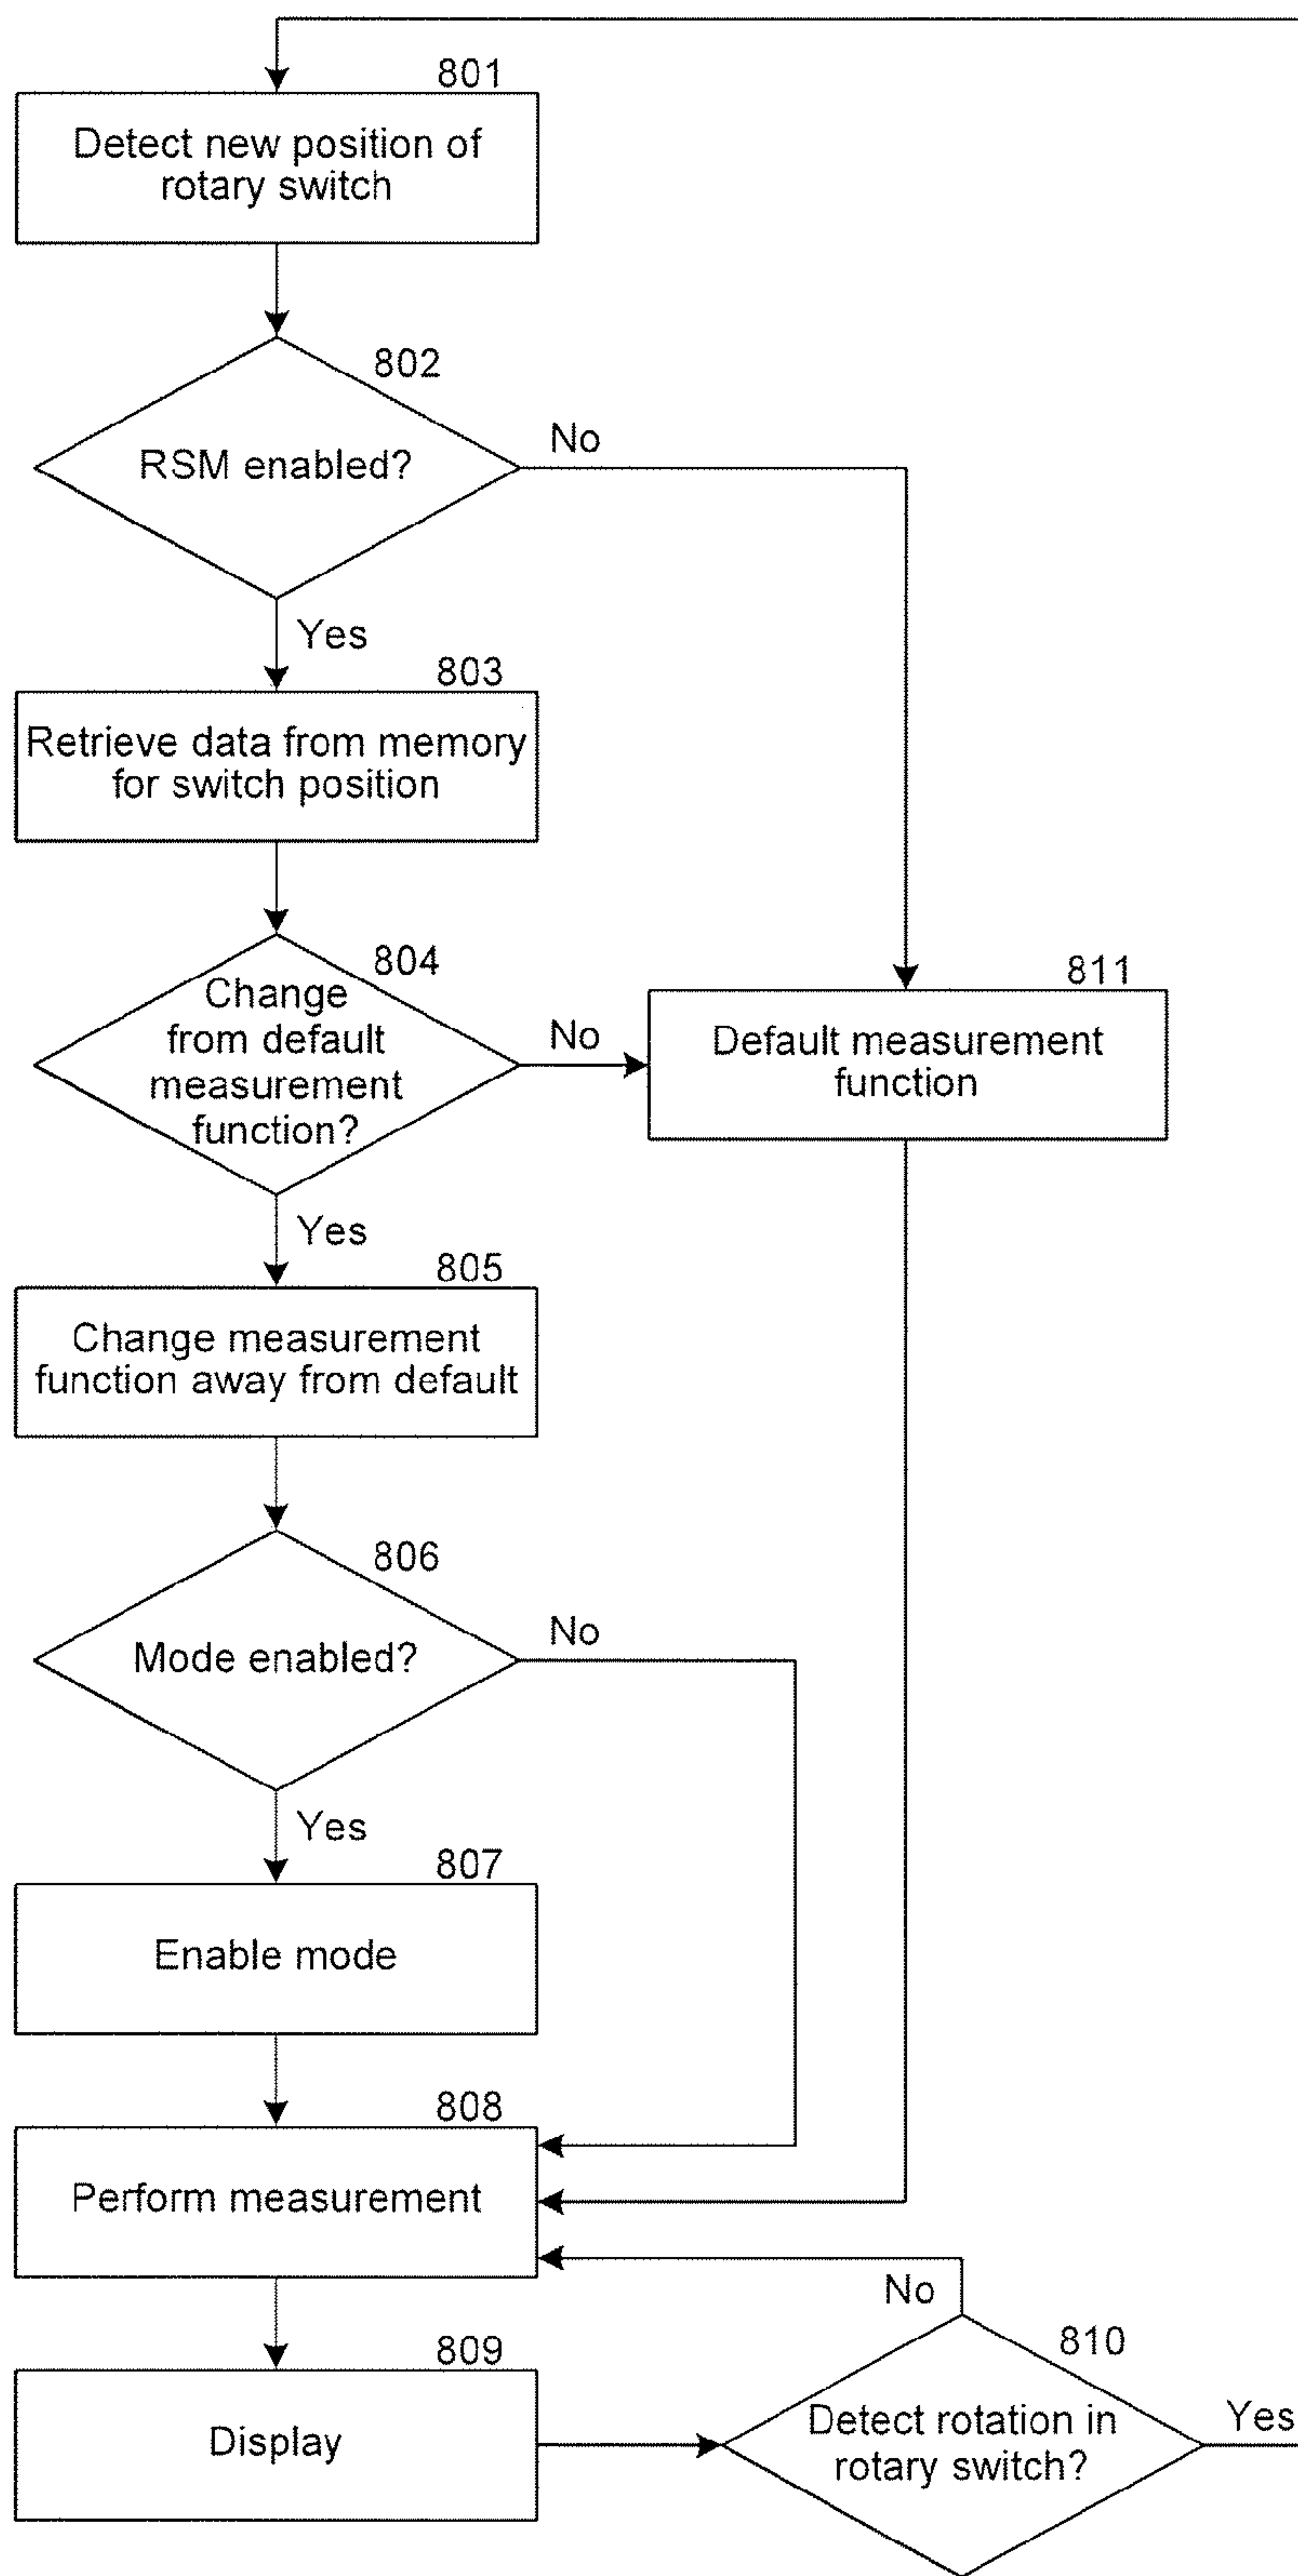 801
Detect new position of
rotary switch
802
RSM enabled?
No
Yes
803
Retrieve data from memory
for switch position
804
Change
from default
measurement
function?
No
811
Default measurement
function
Yes
805
Change measurement
function away from default
806
Mode enabled?
No
Yes
807
Enable mode
808
Perform measurement
No
809
Display
810
Detect rotation in
rotary switch?
Yes